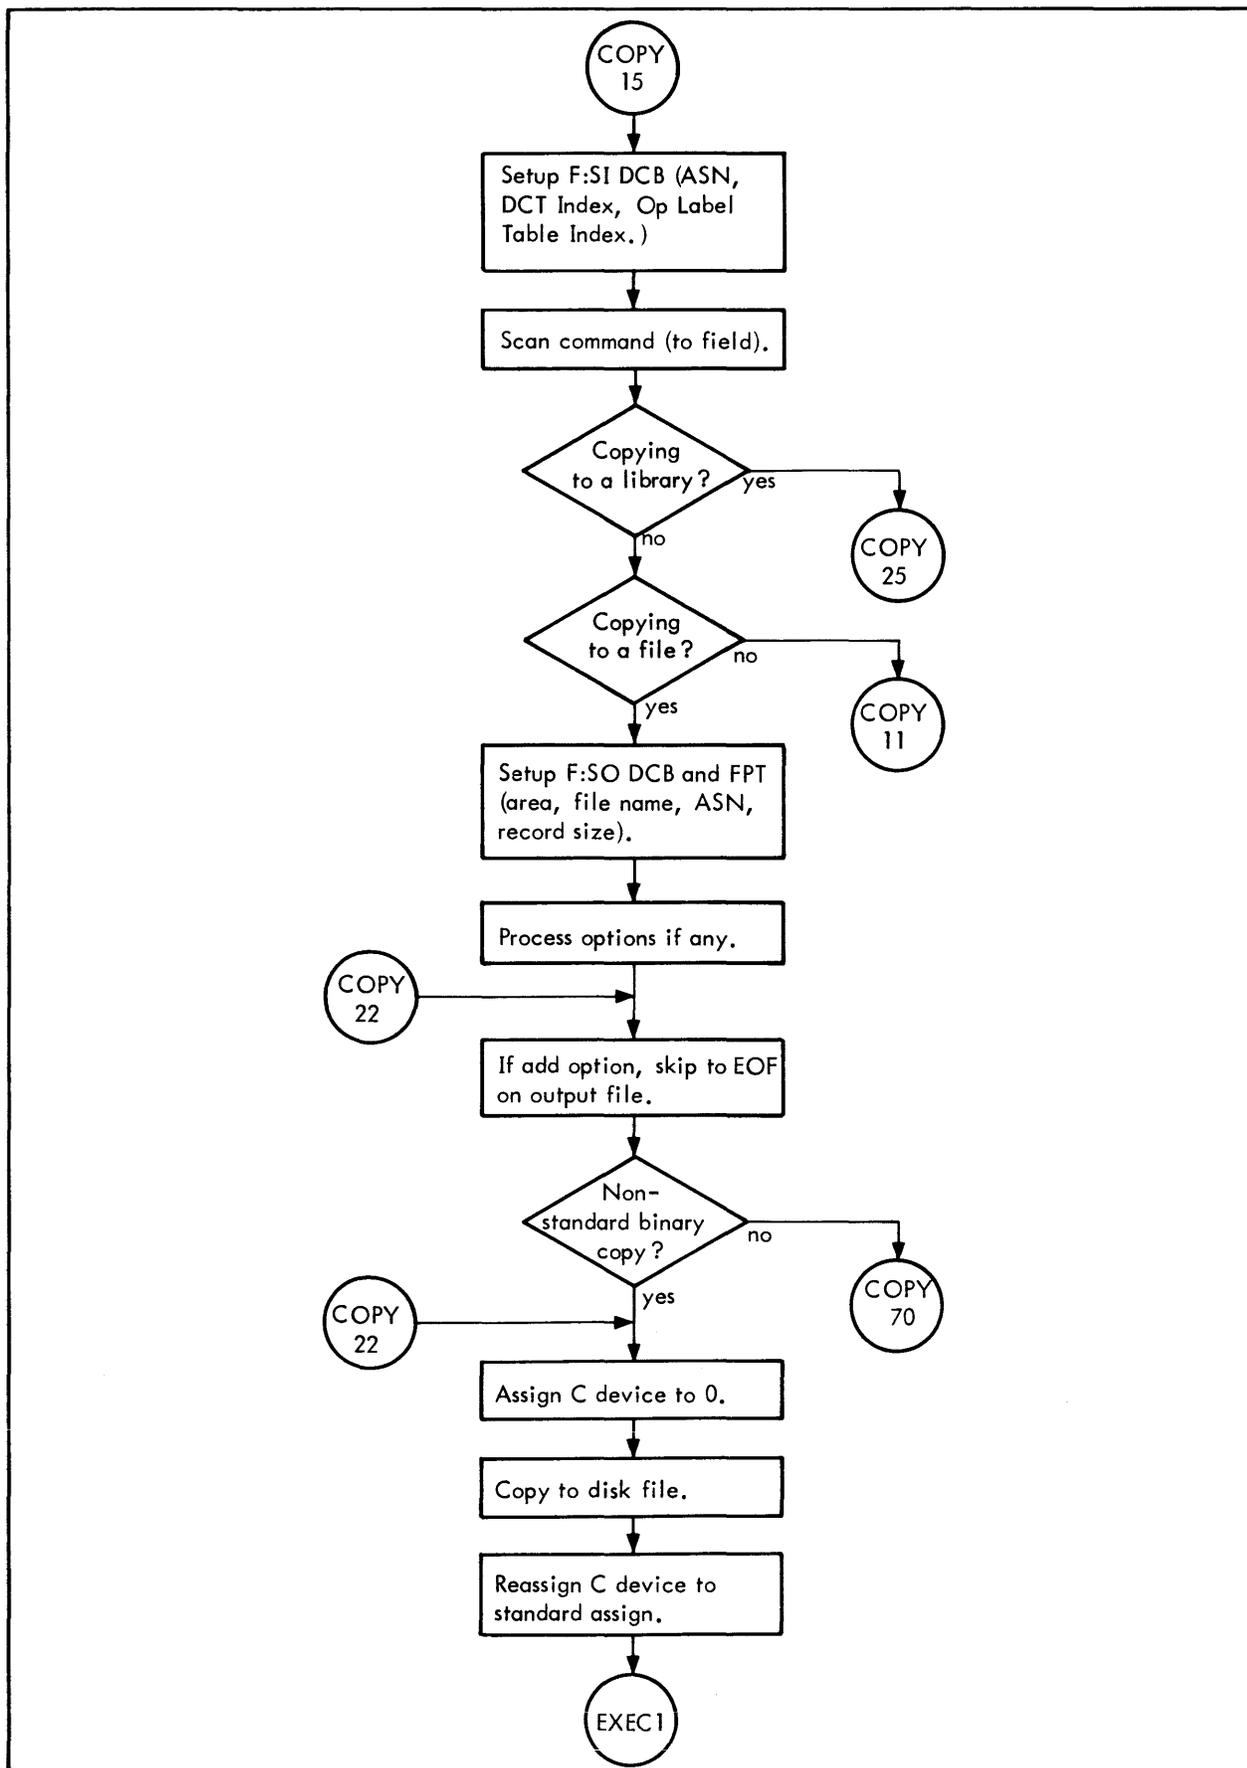 COPY
15
Setup F:SI DCB (ASN,
DCT Index, Op Label
Table Index.)
Scan command (to field).
Copying
to a library?
yes
no
COPY
25
Copying
to a file?
no
yes
COPY
11
Setup F:SO DCB and FPT
(area, file name, ASN,
record size).
Process options if any.
COPY
22
If add option, skip to EOF
on output file.
Non-
standard binary
copy?
no
yes
COPY
70
COPY
22
Assign C device to 0.
Copy to disk file.
Reassign C device to
standard assign.
EXEC1